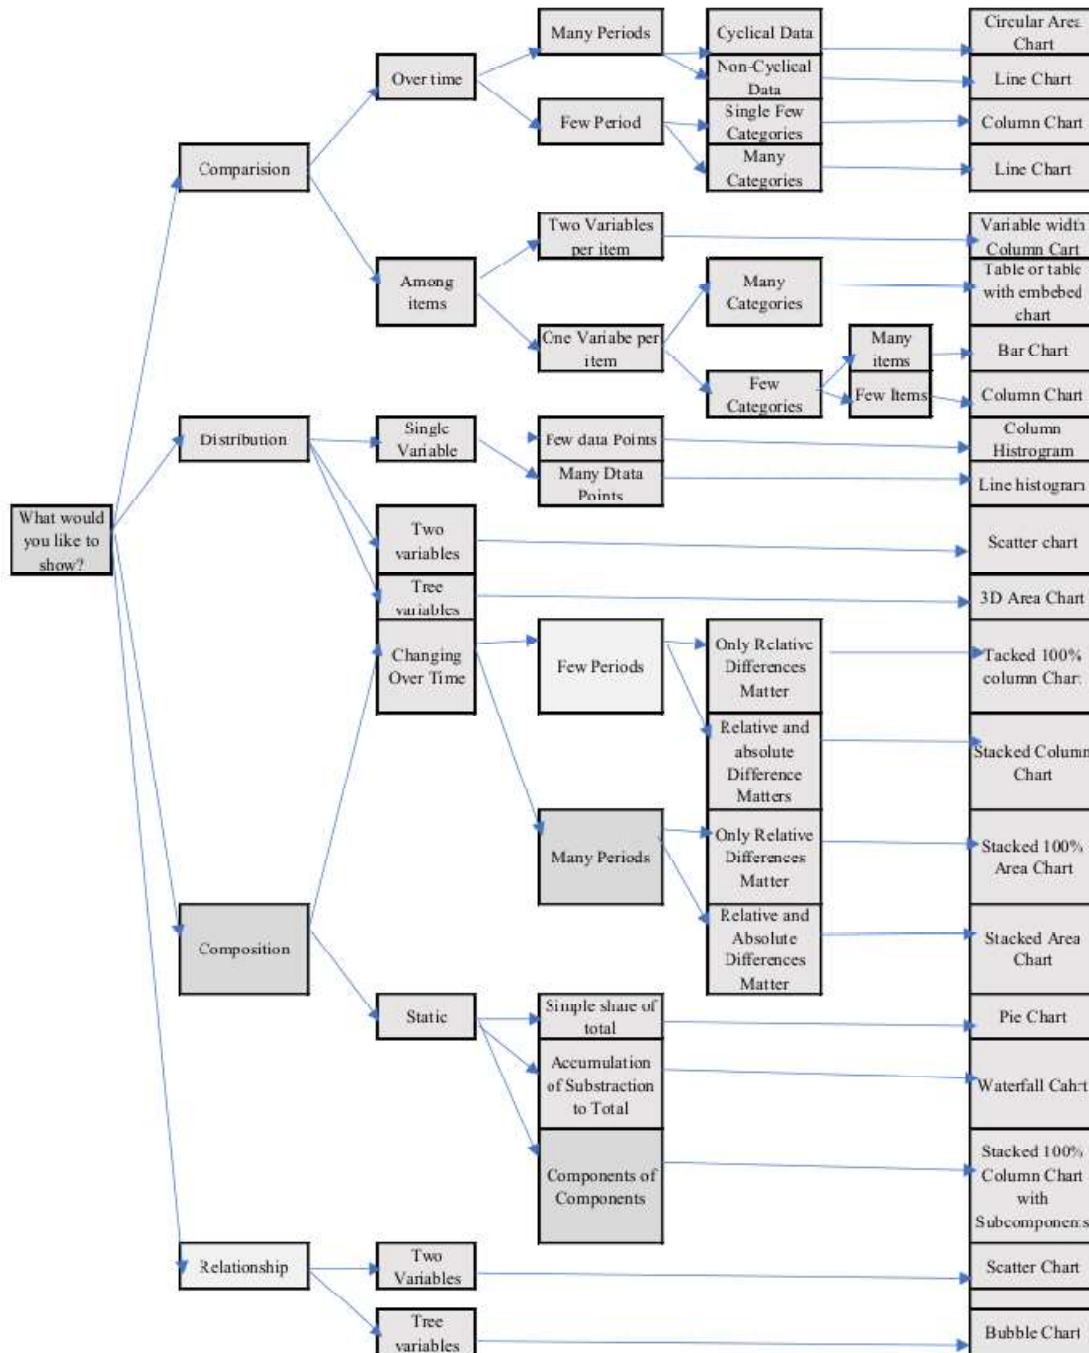 What would
you like to
show?
Comparision
Distribution
Composition
Relationship
Over time
Among
items
Single
Variable
Two
variables
Tree
variables
Changing
Over Time
Static
Two
Variables
Tree
variables
Many Periods
Few Period
Two Variables
per item
One Variabe per
item
Few data Points
Many Dtata
Points
Few Periods
Many Periods
Simple share of
total
Accumulation
of Substraction
to Total
Components of
Components
Cyclical Data
Non-Cyclical
Data
Single Few
Categories
Many
Categories
Many
Categories
Few
Categories
Only Relative
Differences
Matter
Relative and
absolute
Difference
Matters
Only Relative
Differences
Matter
Relative and
Absolute
Differences
Matter
Many
items
Few Items
Circular Area
Chart
Line Chart
Column Chart
Line Chart
Variable width
Column Cart
Table or table
with embebed
chart
Bar Chart
Column Chart
Column
Histrogram
Line histogram
Scatter chart
3D Area Chart
Tacked 100%
column Chart
Stacked Column
Chart
Stacked 100%
Area Chart
Stacked Area
Chart
Pie Chart
Waterfall Cahrt
Stacked 100%
Column Chart
with
Subcomponents
Scatter Chart
Bubble Chart